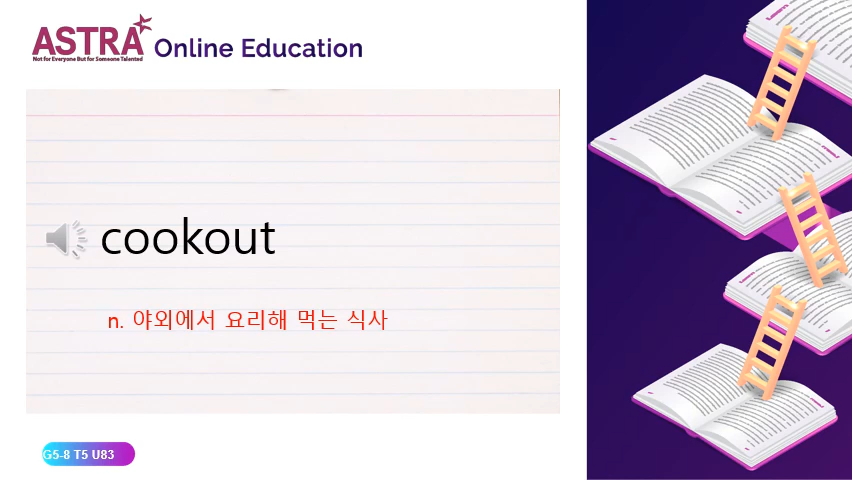 ASTRA Online Education
Not for Everyone But for Someone Talented
cookout
n. 야외에서 요리해 먹는 식사
G5-8 T5 U83